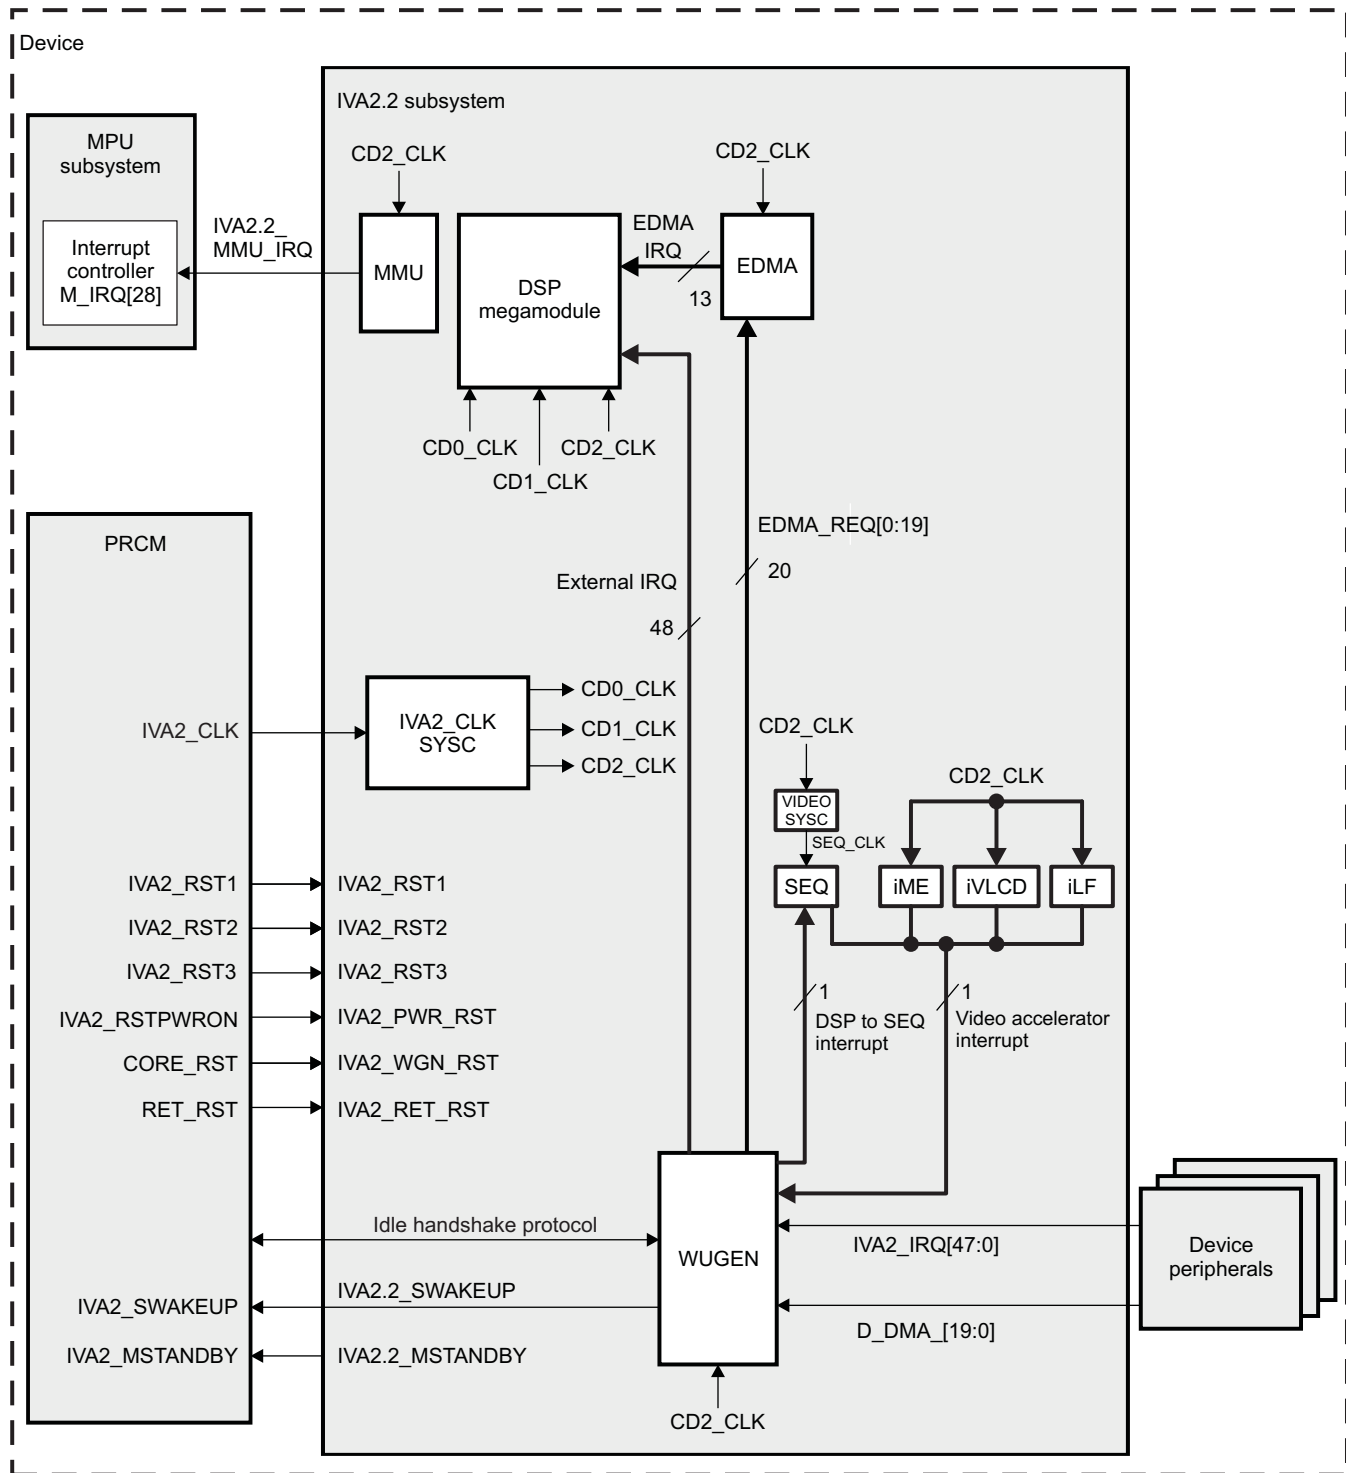 Device
IVA2.2 subsystem
MPU
subsystem
Interrupt
controller
M_IRQ[28]
IVA2.2_
MMU_IRQ
CD2_CLK
MMU
DSP
megamodule
EDMA
IRQ
13
CD2_CLK
EDMA
CD0_CLK
CD2_CLK
CD1_CLK
EDMA_REQ[0:19]
20
External IRQ
48
PRCM
IVA2_CLK
IVA2_CLK
SYSC
CD0_CLK
CD1_CLK
CD2_CLK
CD2_CLK
VIDEO
SYSC
SEQ_CLK
SEQ
CD2_CLK
iME
iVLCD
iLF
1
DSP to SEQ
interrupt
1
Video accelerator
interrupt
IVA2_RST1
IVA2_RST1
IVA2_RST2
IVA2_RST2
IVA2_RST3
IVA2_RST3
IVA2_RSTPWRON
IVA2_PWR_RST
CORE_RST
IVA2_WGN_RST
RET_RST
IVA2_RET_RST
Idle handshake protocol
WUGEN
IVA2_IRQ[47:0]
Device
peripherals
IVA2_SWAKEUP
IVA2.2_SWAKEUP
D_DMA_[19:0]
IVA2_MSTANDBY
IVA2.2_MSTANDBY
CD2_CLK